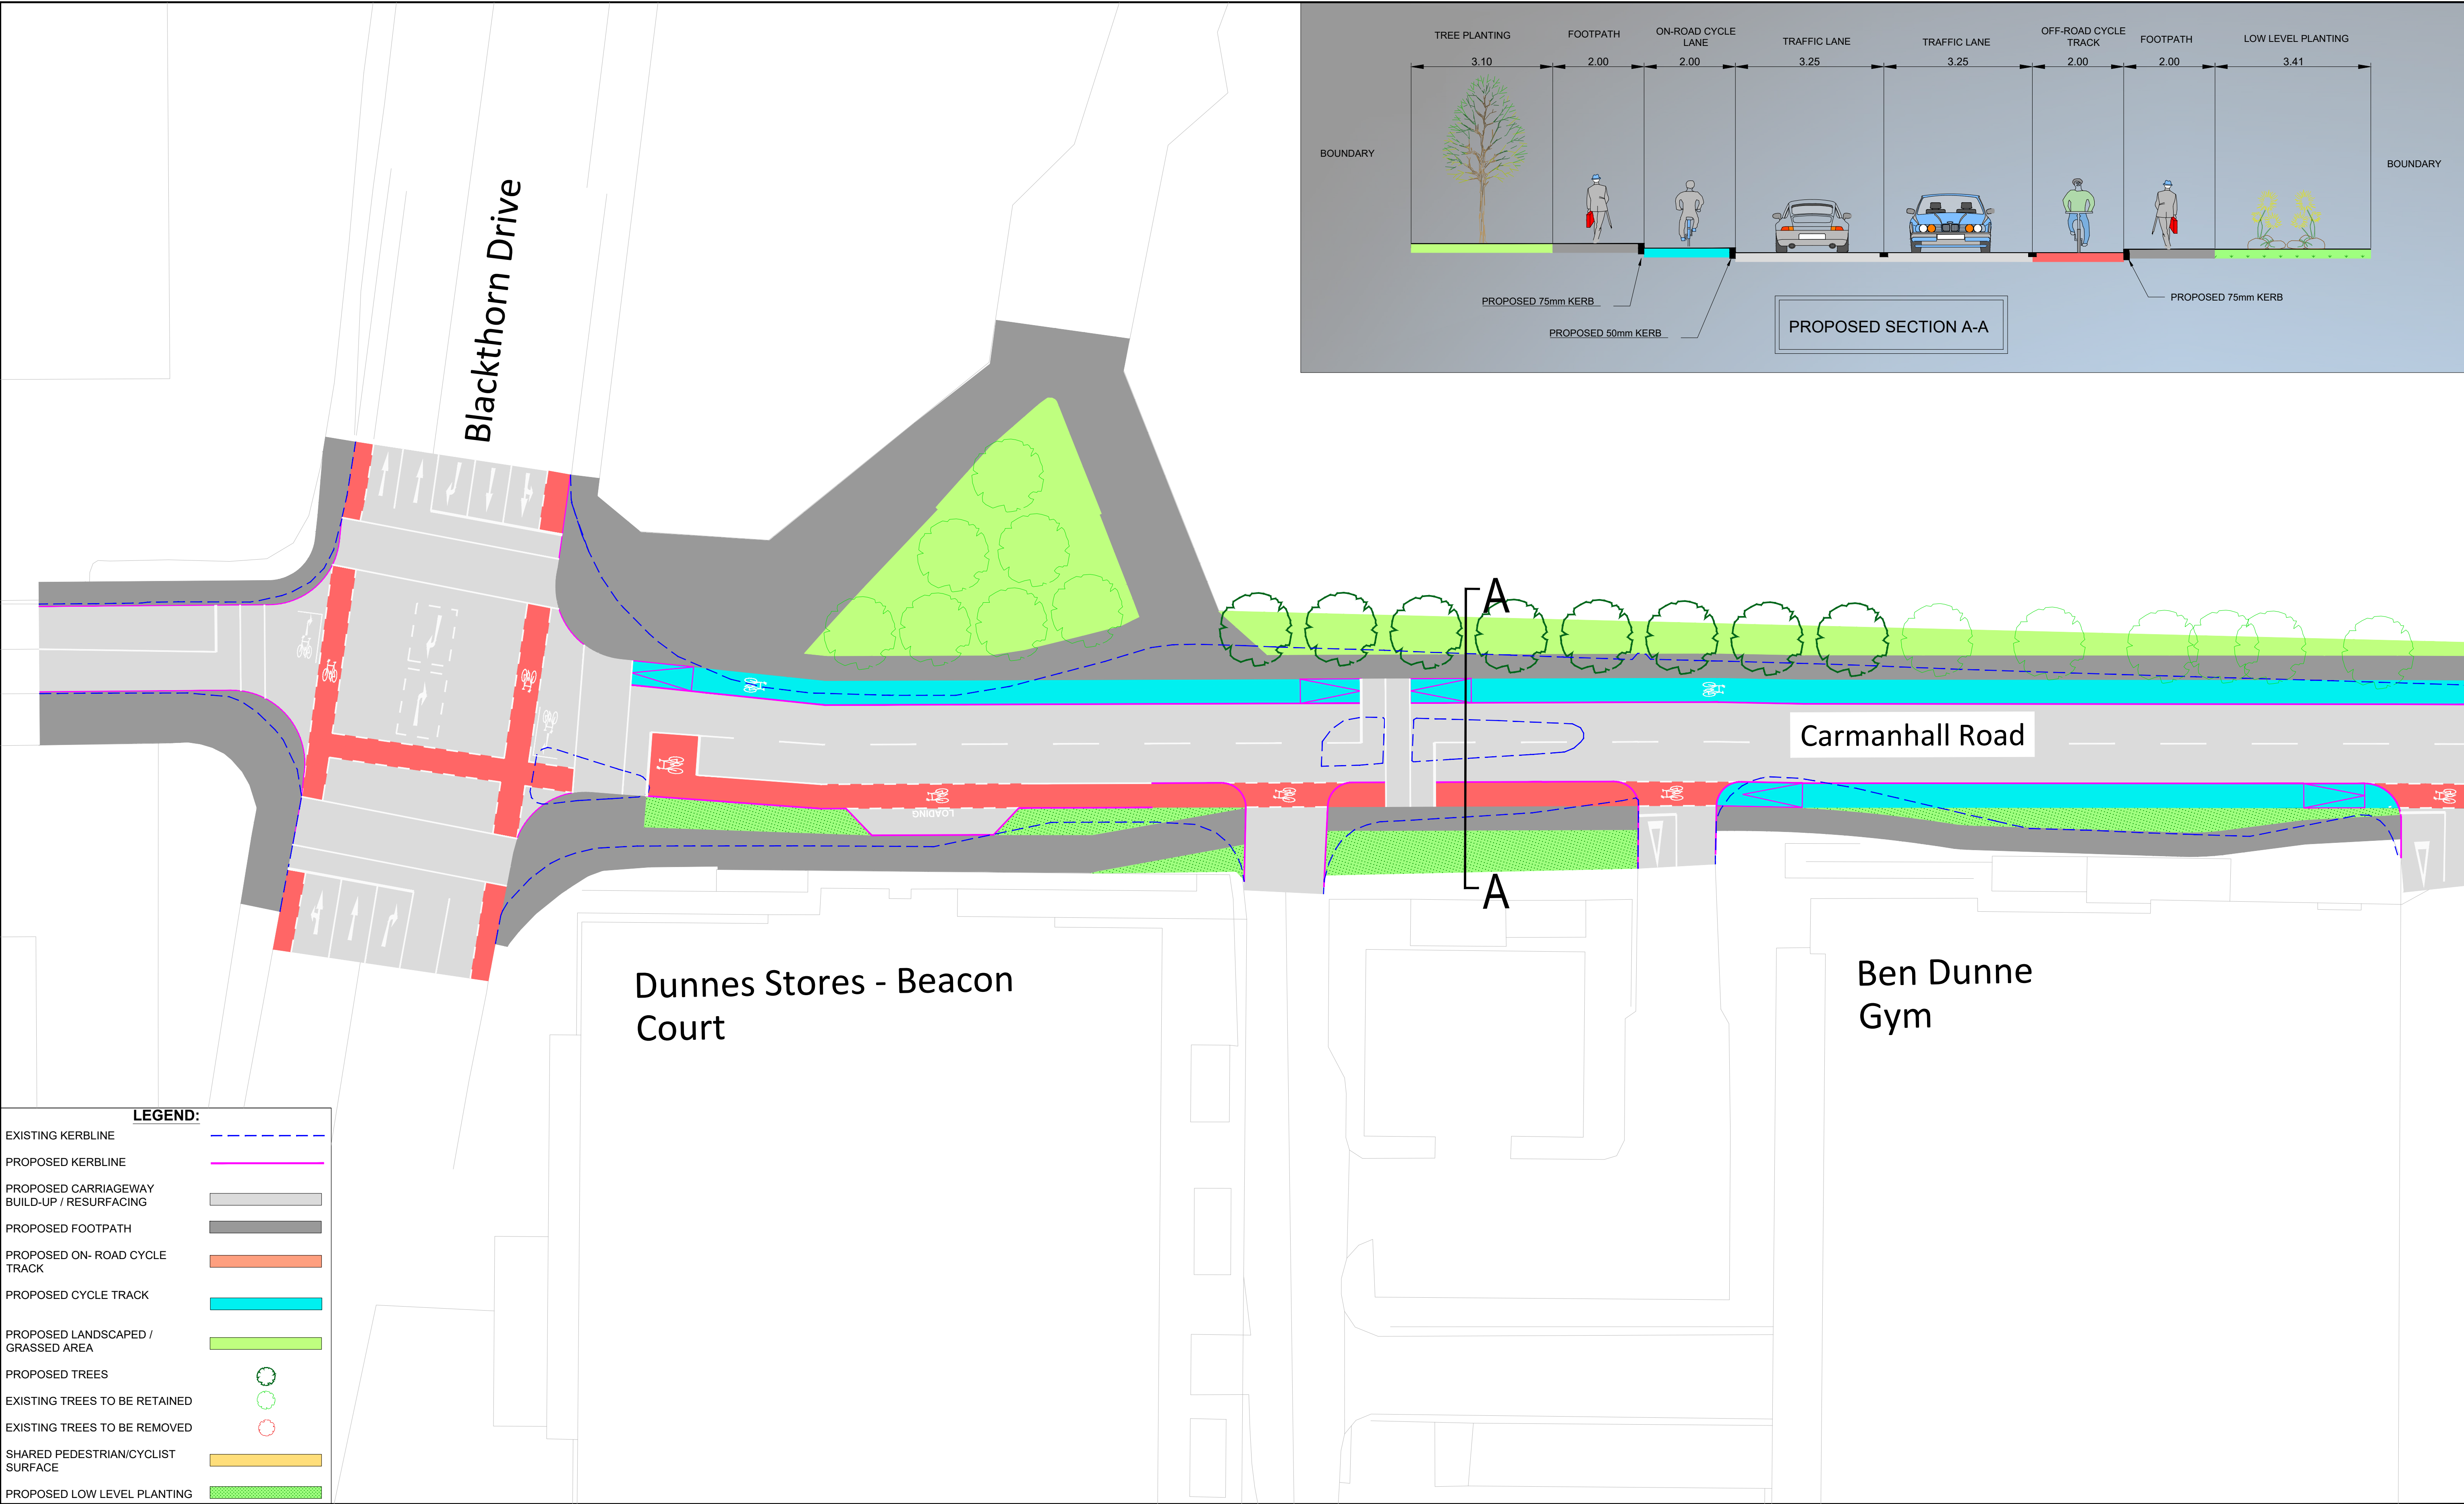 TREE PLANTING
FOOTPATH
ON-ROAD CYCLE
LANE
TRAFFIC LANE
TRAFFIC LANE
OFF-ROAD CYCLE
TRACK
FOOTPATH
LOW LEVEL PLANTING
3.10
2.00
2.00
3.25
3.25
2.00
2.00
3.41
BOUNDARY
BOUNDARY
PROPOSED 75mm KERB
PROPOSED 50mm KERB
PROPOSED 75mm KERB
PROPOSED SECTION A-A
Blackthorn Drive
A
Carmanhall Road
LOADING
A
Dunnes Stores - Beacon
Court
Ben Dunne
Gym
LEGEND:
EXISTING KERBLINE
PROPOSED KERBLINE
PROPOSED CARRIAGEWAY
BUILD-UP / RESURFACING
PROPOSED FOOTPATH
PROPOSED ON- ROAD CYCLE
TRACK
PROPOSED CYCLE TRACK
PROPOSED LANDSCAPED /
GRASSED AREA
PROPOSED TREES
EXISTING TREES TO BE RETAINED
EXISTING TREES TO BE REMOVED
SHARED PEDESTRIAN/CYCLIST
SURFACE
PROPOSED LOW LEVEL PLANTING